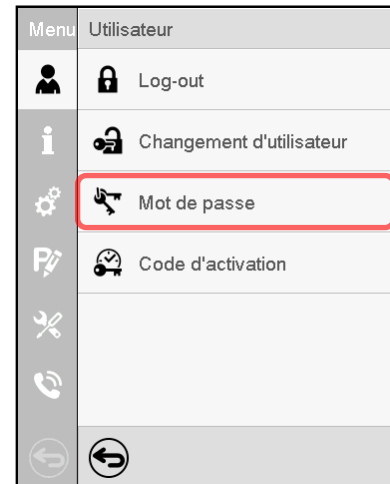 Menu Utilisateur
Log-out
Changement d'utilisateur
Mot de passe
Code d'activation